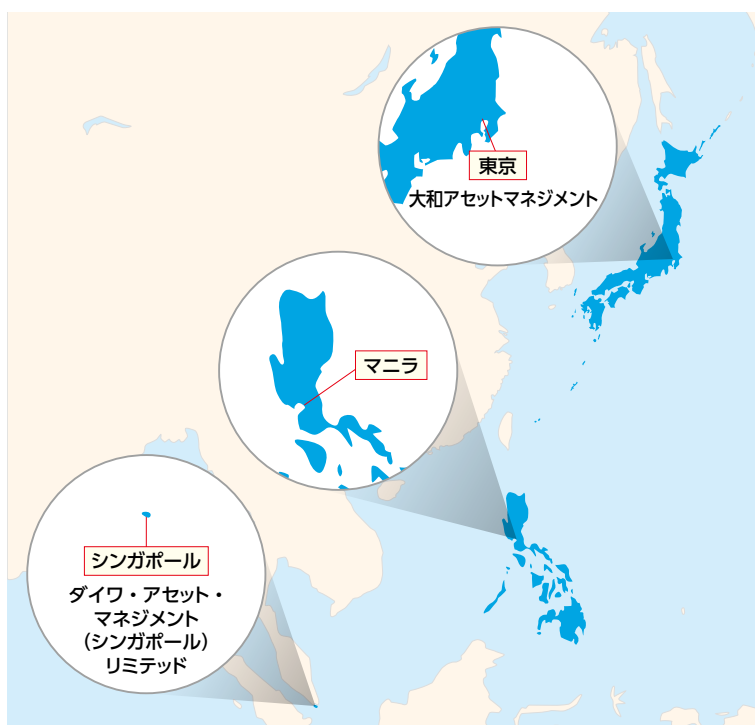 東京
大和アセットマネジメント
マニラ
シンガポール
ダイワ・アセット・
マネジメント
(シンガポール)
リミテッド